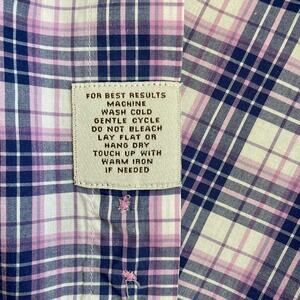 FOR BEST RESULTS
MACHINE
WASH COLD
GENTLE CYCLE
DO NOT BLEACH
LAY FLAT OR
HANG DRY
TOUCH UP WITH
WARM IRON
IF NEEDED